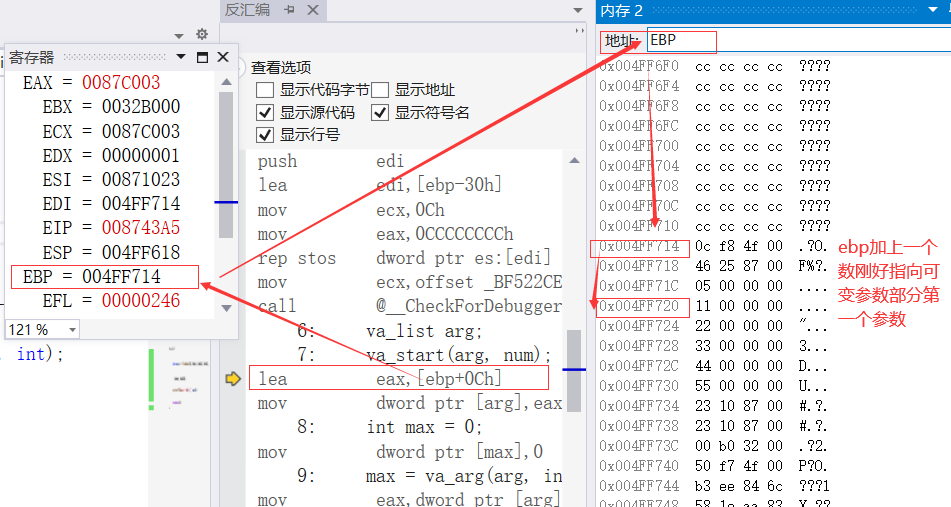 反汇编
内存 2
地址: EBP
寄存器
EAX = 0087C003
EBX = 0032B000
ECX = 0087C003
EDX = 00000001
ESI = 00871023
EDI = 004FF714
EIP = 008743A5
ESP = 004FF618
EBP = 004FF714
EFL = 00000246
121 %
int);
查看选项
显示代码字节 显示地址
显示源代码 显示符号名
显示行号
push edi
lea edi,[ebp-30h]
mov ecx,0Ch
mov eax,0CCCCCCCCh
rep stos dword ptr es:[edi]
mov ecx,offset _BF522CE
call @__CheckForDebugger
6: va_list arg;
7: va_start(arg, num);
lea eax,[ebp+0Ch]
mov dword ptr [arg],eax
8: int max = 0;
mov dword ptr [max],0
9: max = va_arg(arg, in
mov eax,dword ptr [arg]
0x004FF6F0 cc cc cc cc ????
0x004FF6F4 cc cc cc cc ????
0x004FF6F8 cc cc cc cc ????
0x004FF6FC cc cc cc cc ????
0x004FF700 cc cc cc cc ????
0x004FF704 cc cc cc cc ????
0x004FF708 cc cc cc cc ????
0x004FF70C cc cc cc cc ????
0x004FF710 cc cc cc cc ????
0x004FF714 0c f8 4f 00 .?O.
0x004FF718 46 25 87 00 F%?.
0x004FF71C 05 00 00 00 ....
0x004FF720 11 00 00 00 ....
0x004FF724 22 00 00 00 "...
0x004FF728 33 00 00 00 3...
0x004FF72C 44 00 00 00 D...
0x004FF730 55 00 00 00 U...
0x004FF734 23 10 87 00 #.?.
0x004FF738 23 10 87 00 #.?.
0x004FF73C 00 b0 32 00 .?2.
0x004FF740 50 f7 4f 00 P?O.
0x004FF744 b3 ee 84 6c ???l
ebp加上一个
数刚好指向可
变参数部分第
一个参数